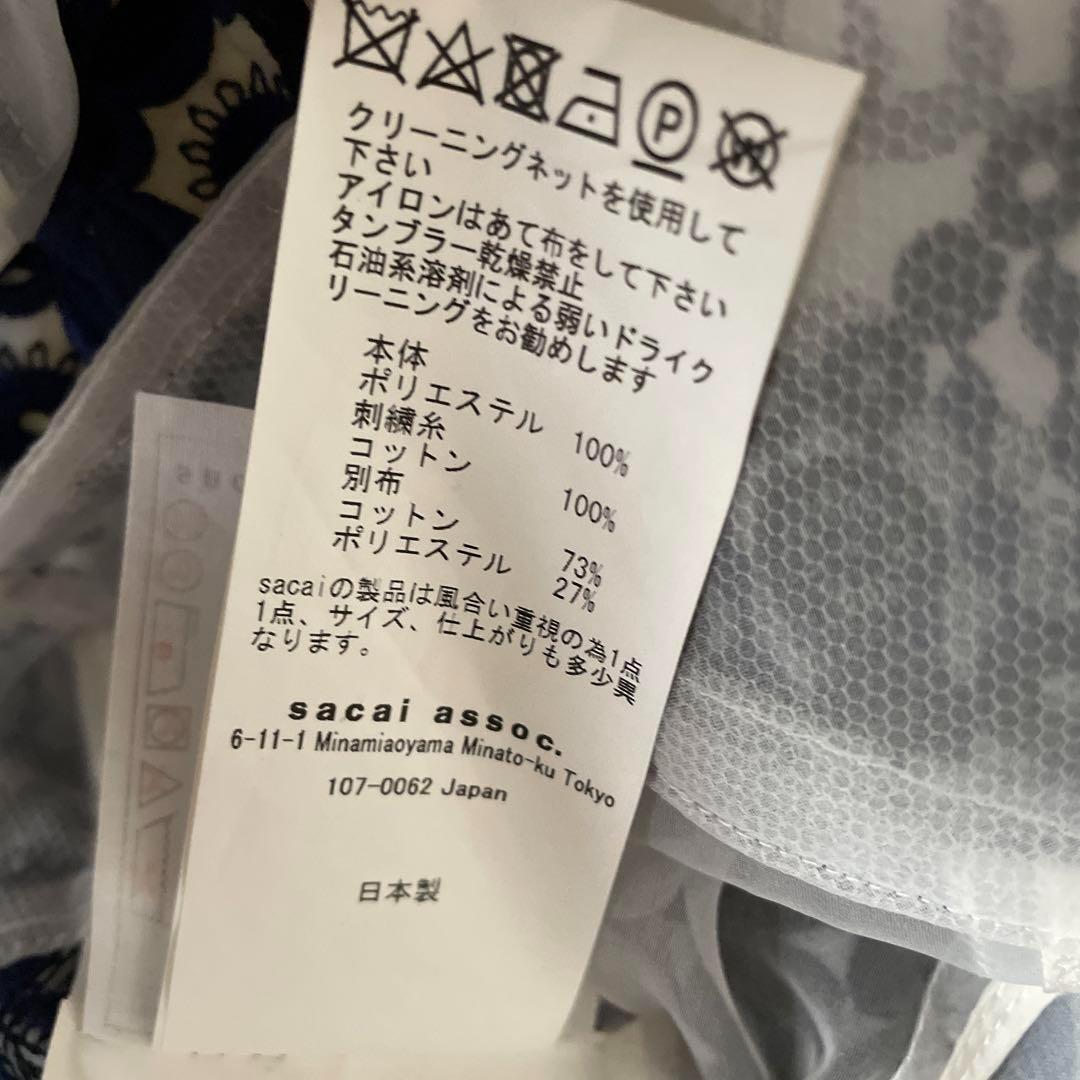 P
W
クリーニングネットを使用して
下さい
アイロンはあて布をして下さい
タンブラー乾燥禁止
石油系溶剤による弱いドライク
リーニングをお勧めします
本体
ポリエステル 100%
刺繍糸
コットン 100%
別布
コットン 73%
ポリエステル 27%
sacaiの製品は風合い重視の為1点
1点、サイズ、仕上がりも多少異
なります。
sacai assoc.
6-11-1 Minamiaoyama Minato-ku Tokyo
107-0062 Japan
日本製